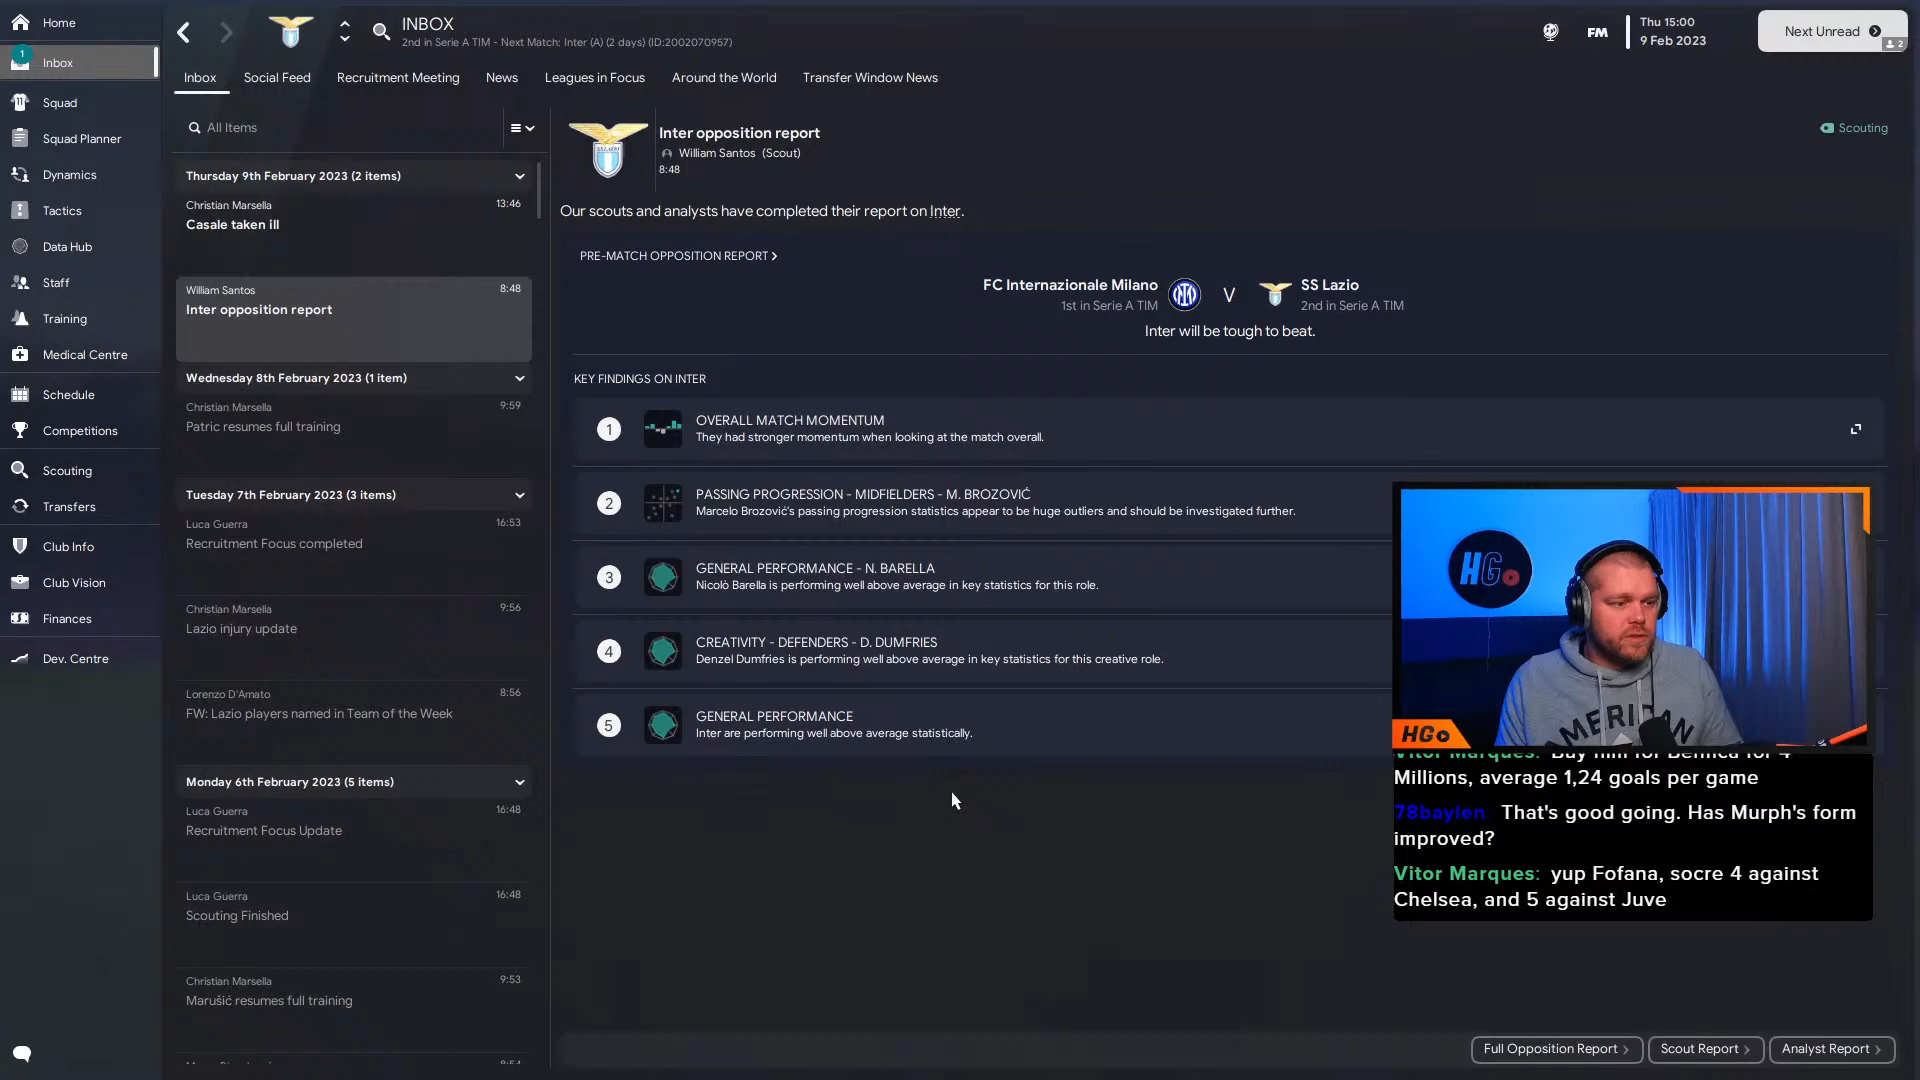 Home
1
Inbox
Squad
Squad Planner
Dynamics
Tactics
Data Hub
Staff
Training
Medical Centre
Schedule
Competitions
Scouting
Transfers
Club Info
Club Vision
Finances
Dev. Centre
INBOX
2nd in Serie A TIM - Next Match: Inter (A) (2 days) (ID:2002070957)
FM
Thu 15:00
9 Feb 2023
Next Unread
2
Inbox Social Feed Recruitment Meeting News Leagues in Focus Around the World Transfer Window News
All Items
Thursday 9th February 2023 (2 items)
Christian Marsella 13:46
Casale taken ill
William Santos 8:48
Inter opposition report
Wednesday 8th February 2023 (1 item)
Christian Marsella 9:59
Patric resumes full training
Tuesday 7th February 2023 (3 items)
Luca Guerra 16:53
Recruitment Focus completed
Christian Marsella 9:56
Lazio injury update
Lorenzo D'Amato 8:56
FW: Lazio players named in Team of the Week
Monday 6th February 2023 (5 items)
Luca Guerra 16:48
Recruitment Focus Update
Luca Guerra 16:48
Scouting Finished
Christian Marsella 9:53
Marušić resumes full training
Inter opposition report
William Santos (Scout)
8:48
Scouting
Our scouts and analysts have completed their report on Inter.
PRE-MATCH OPPOSITION REPORT
FC Internazionale Milano V SS Lazio
1st in Serie A TIM 2nd in Serie A TIM
Inter will be tough to beat.
KEY FINDINGS ON INTER
1 OVERALL MATCH MOMENTUM
They had stronger momentum when looking at the match overall.
2 PASSING PROGRESSION - MIDFIELDERS - M. BROZOVIĆ
Marcelo Brozović's passing progression statistics appear to be huge outliers and should be investigated further.
3 GENERAL PERFORMANCE - N. BARELLA
Nicolò Barella is performing well above average in key statistics for this role.
4 CREATIVITY - DEFENDERS - D. DUMFRIES
Denzel Dumfries is performing well above average in key statistics for this creative role.
5 GENERAL PERFORMANCE
Inter are performing well above average statistically.
HG
HG
Vitor Marques: Buy him for Benfica for 4
Millions, average 1,24 goals per game
78baylen That's good going. Has Murph's form
improved?
Vitor Marques: yup Fofana, socre 4 against
Chelsea, and 5 against Juve
Full Opposition Report Scout Report Analyst Report